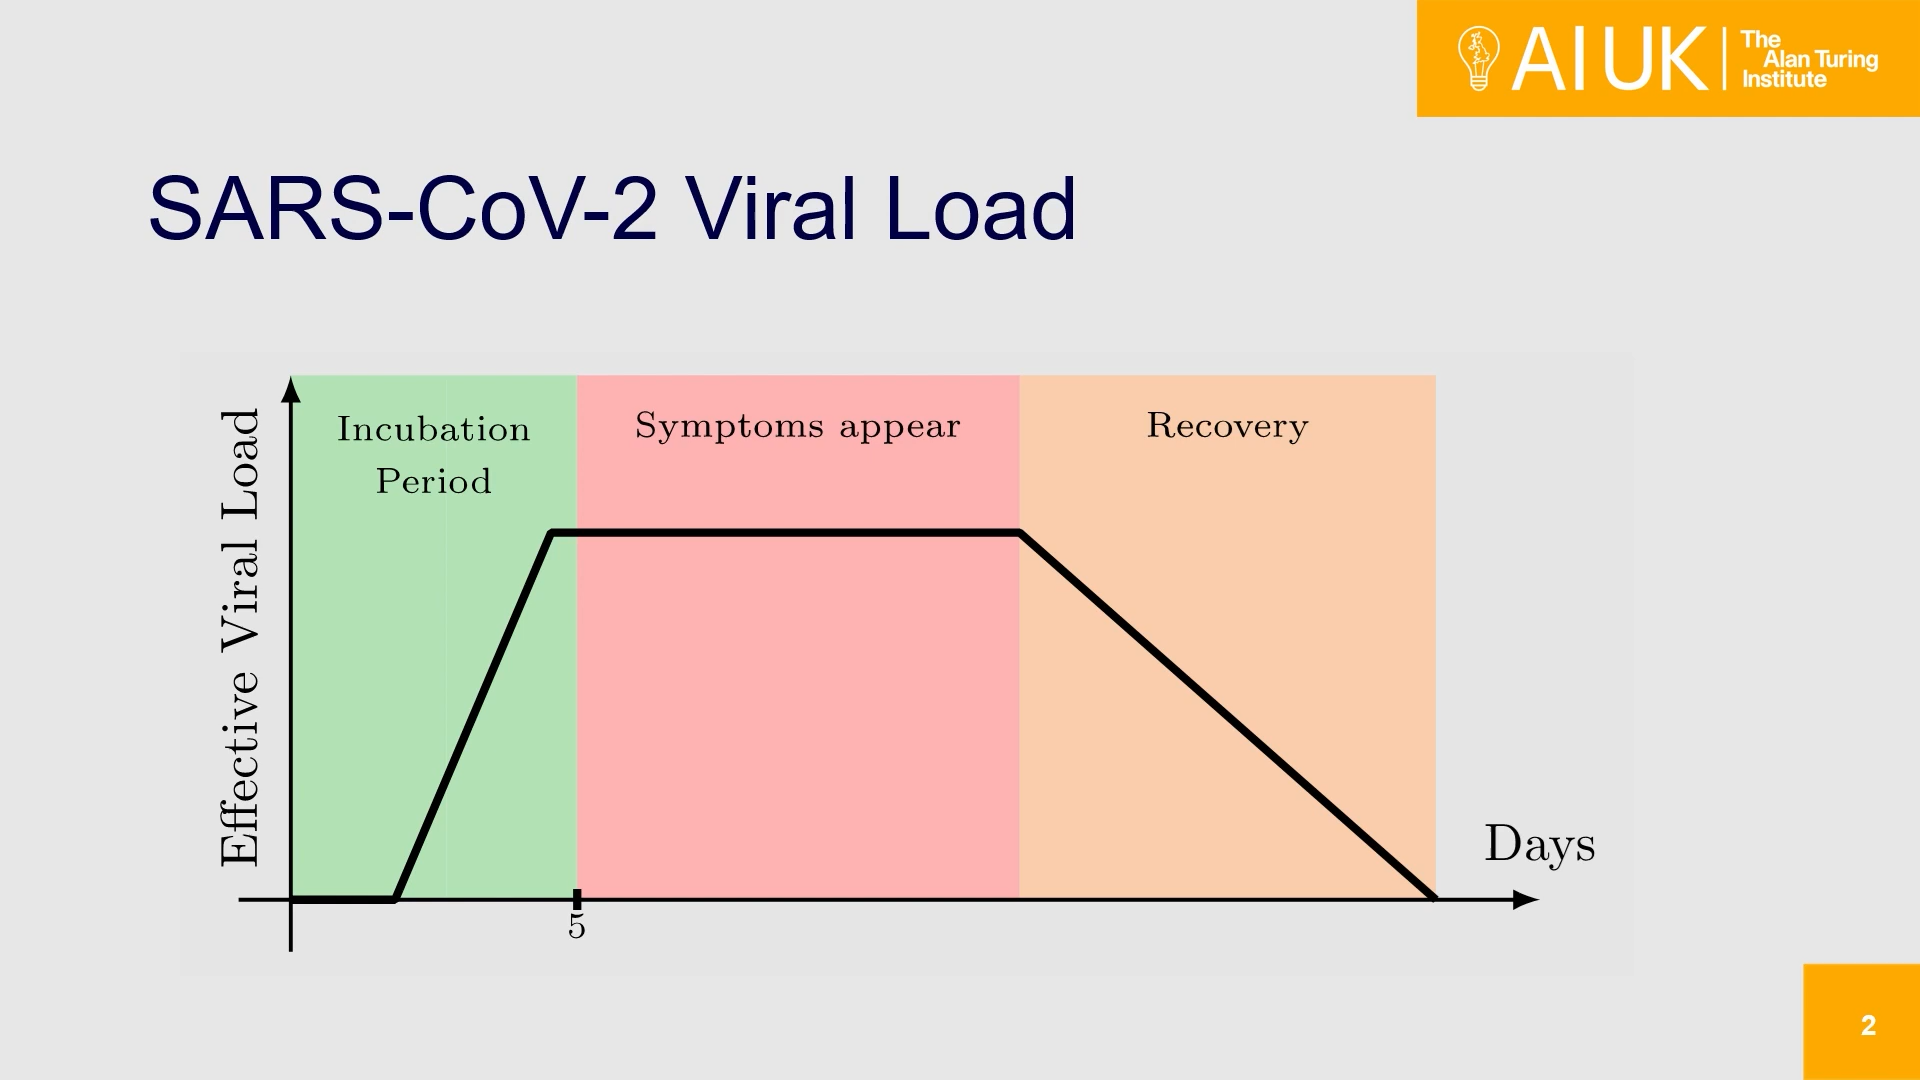 AI UK
The
Alan Turing
Institute
SARS-CoV-2 Viral Load
Effective Viral Load
Incubation
Period
Symptoms appear
Recovery
Days
5
2